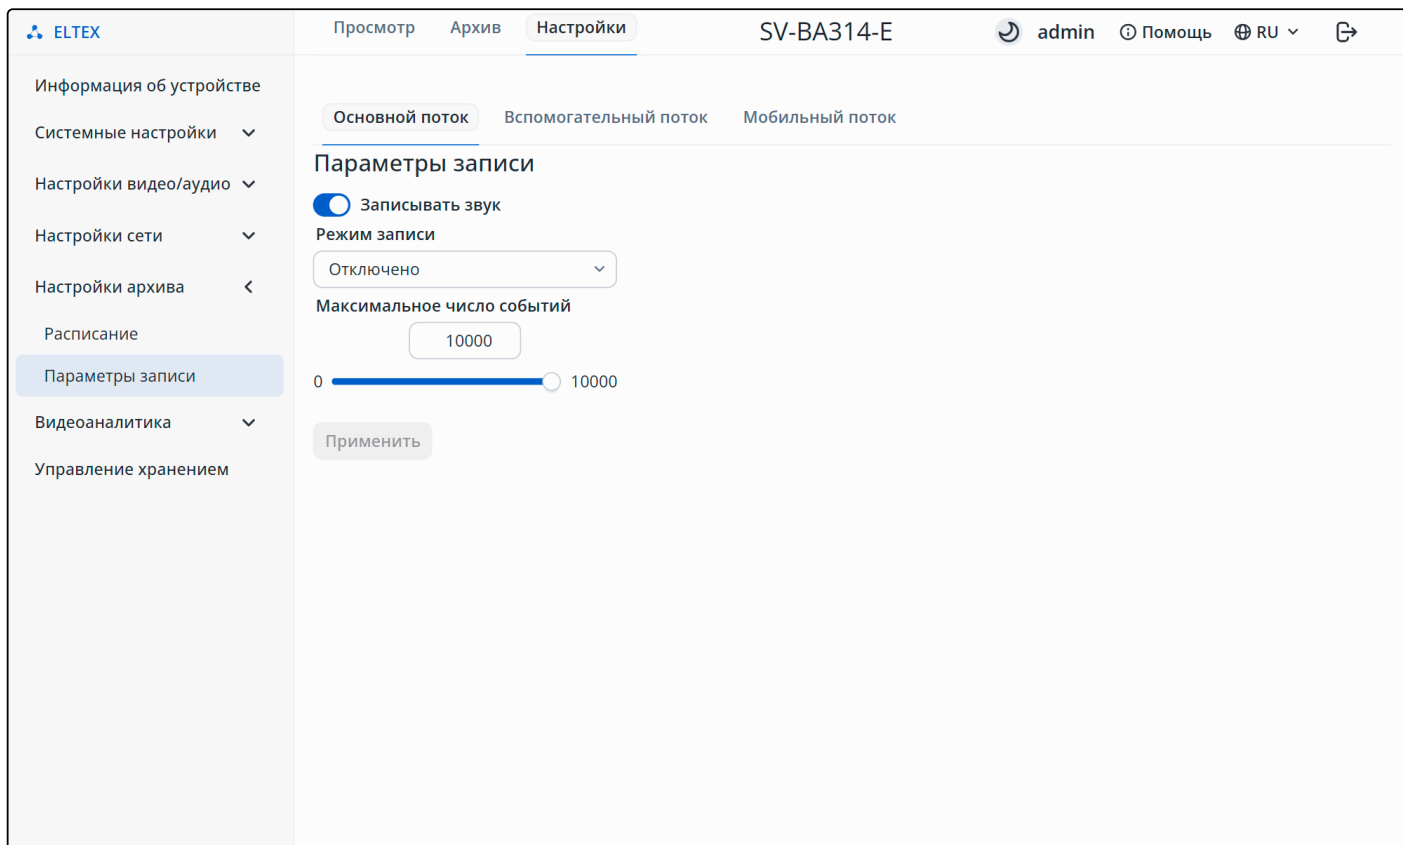 ELTEX
Просмотр Архив Настройки SV-BA314-E admin Помощь RU
Информация об устройстве
Системные настройки
Настройки видео/аудио
Настройки сети
Настройки архива
Расписание
Параметры записи
Видеоаналитика
Управление хранением
Основной поток Вспомогательный поток Мобильный поток
Параметры записи
Записывать звук
Режим записи
Отключено
Максимальное число событий
10000
0 10000
Применить